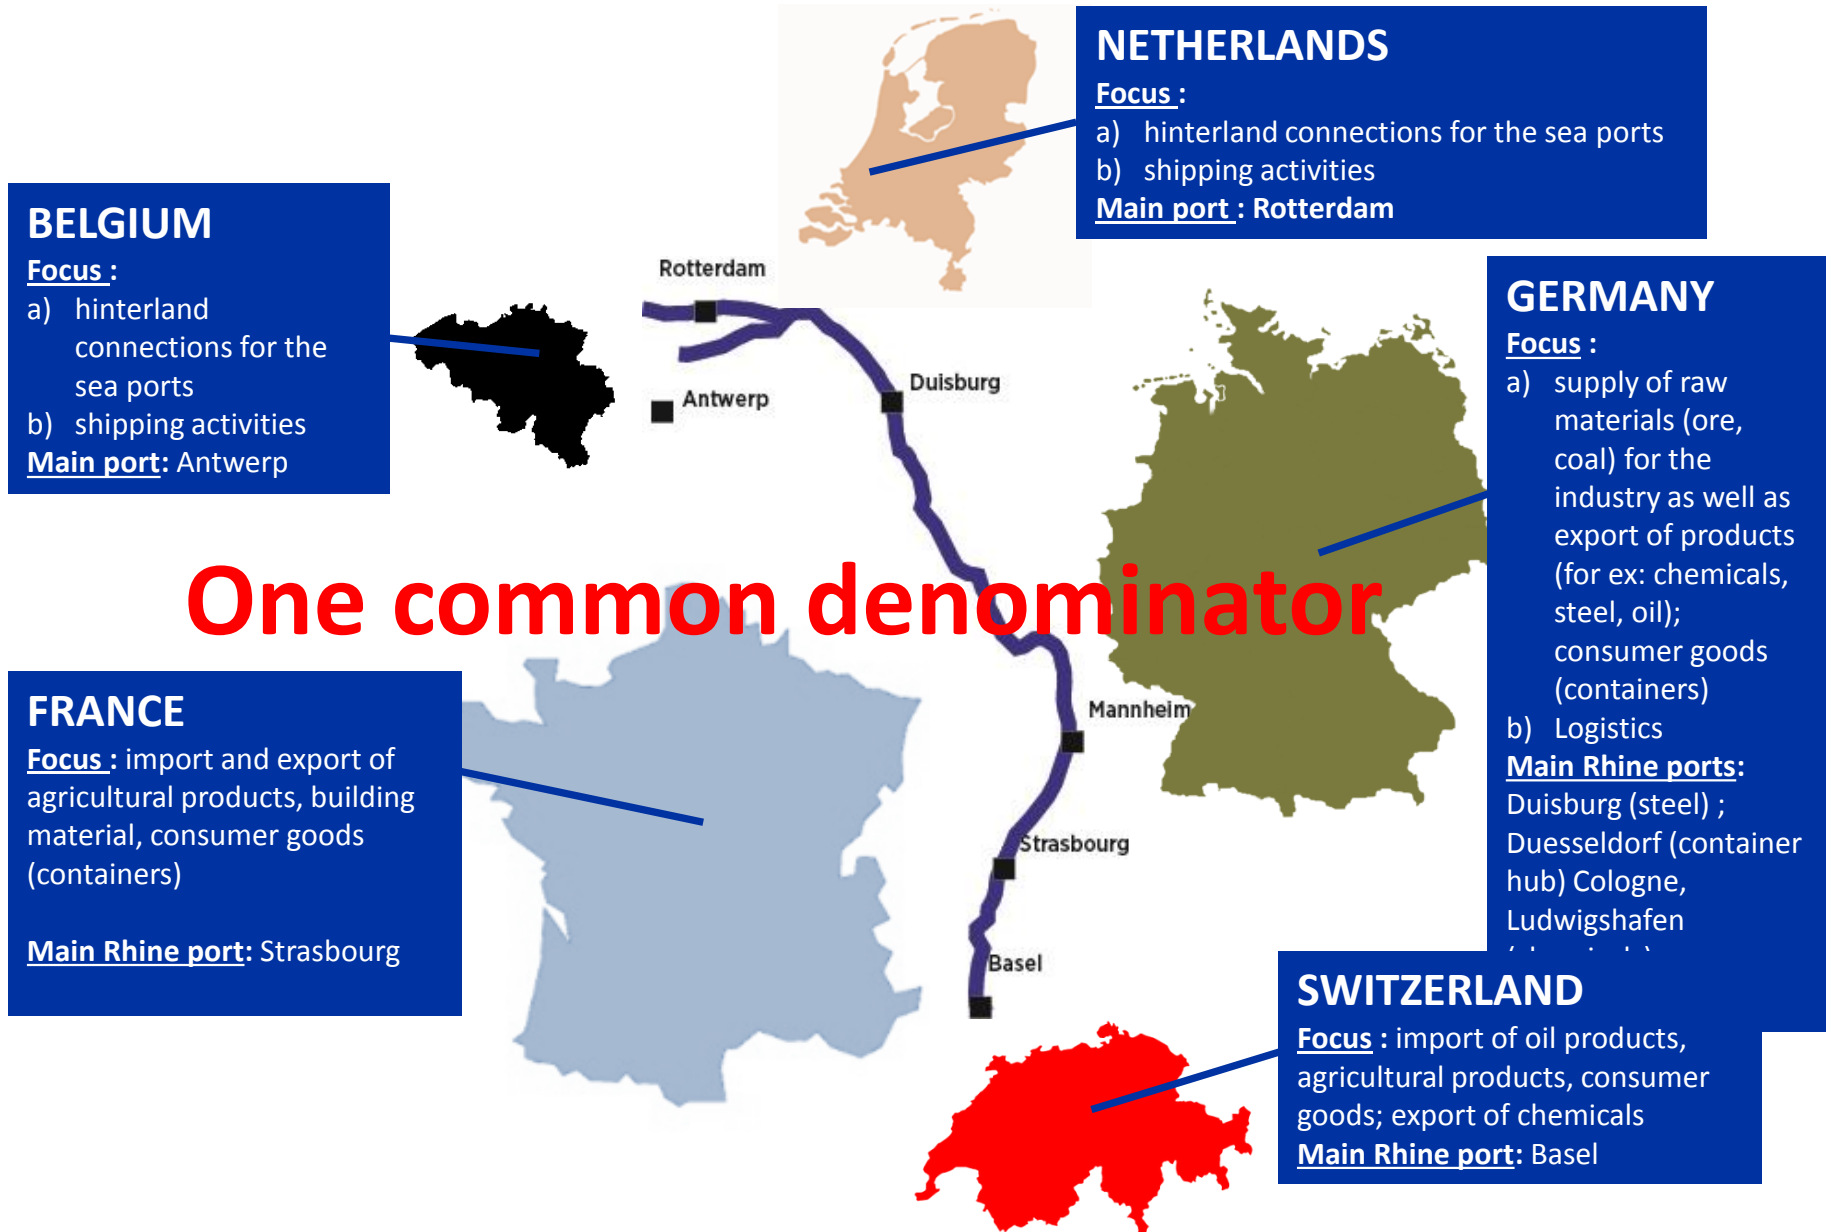 NETHERLANDS
Focus :
a) hinterland connections for the sea ports
b) shipping activities
Main port : Rotterdam
BELGIUM
Focus :
a) hinterland
connections for the
sea ports
b) shipping activities
Main port: Antwerp
Rotterdam
Antwerp
Duisburg
Mannheim
Strasbourg
Basel
GERMANY
Focus :
a) supply of raw
materials (ore,
coal) for the
industry as well as
export of products
(for ex: chemicals,
steel, oil);
consumer goods
(containers)
b) Logistics
Main Rhine ports:
Duisburg (steel) ;
Duesseldorf (container
hub) Cologne,
Ludwigshafen
One common denominator
FRANCE
Focus : import and export of
agricultural products, building
material, consumer goods
(containers)
Main Rhine port: Strasbourg
SWITZERLAND
Focus : import of oil products,
agricultural products, consumer
goods; export of chemicals
Main Rhine port: Basel